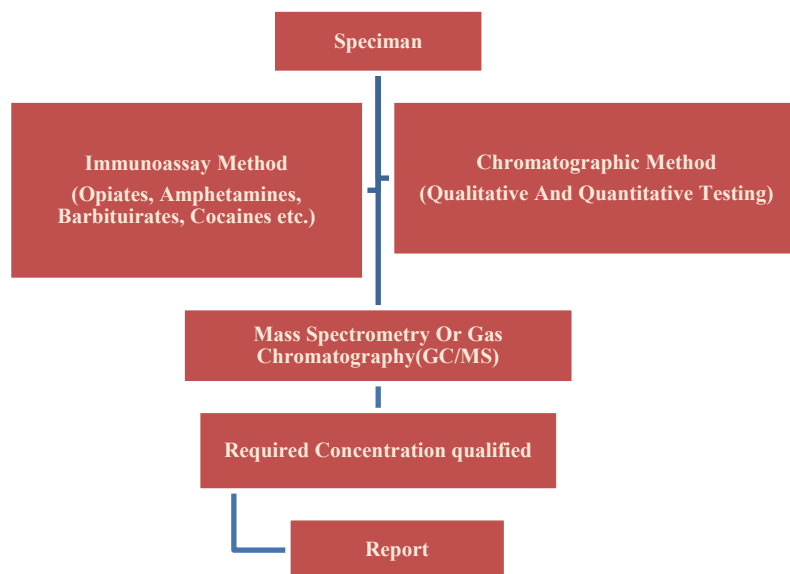 Speciman
Immunoassay Method
(Opiates, Amphetamines,
Barbituirates, Cocaines etc.)
Chromatographic Method
(Qualitative And Quantitative Testing)
Mass Spectrometry Or Gas
Chromatography(GC/MS)
Required Concentration qualified
Report